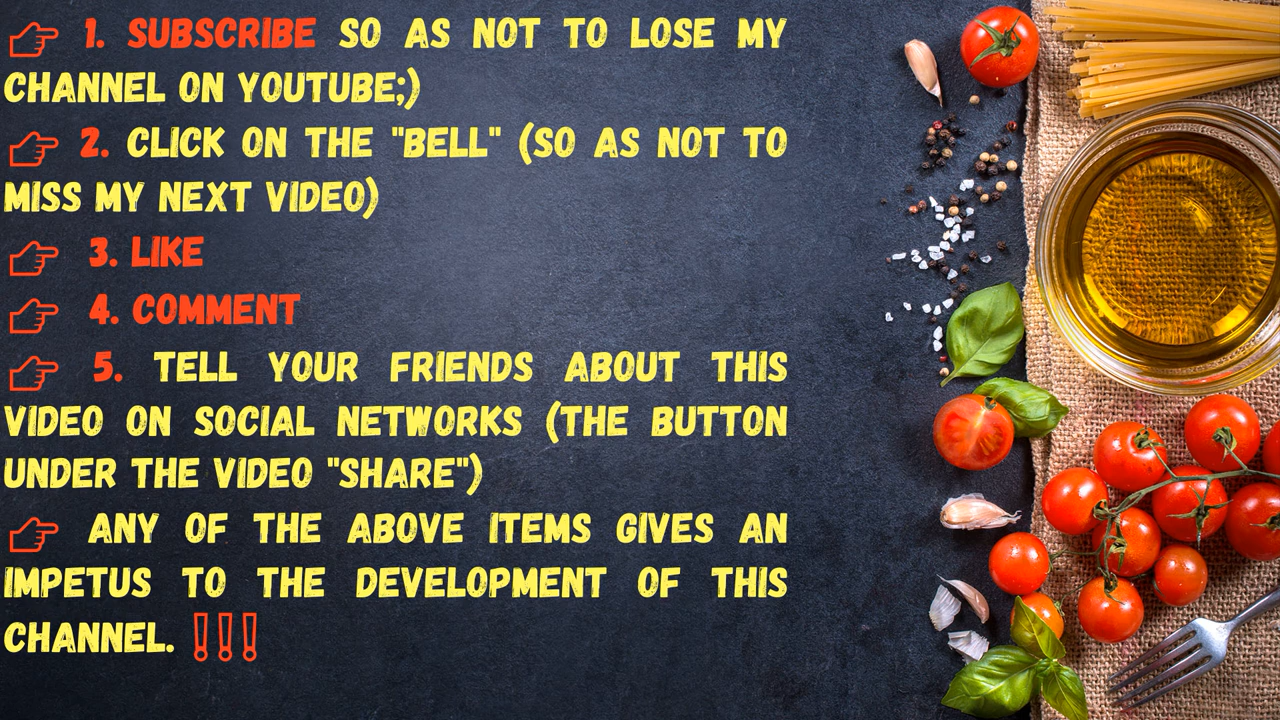 👉 1. SUBSCRIBE SO AS NOT TO LOSE MY
CHANNEL ON YOUTUBE;)
👉 2. CLICK ON THE "BELL" (SO AS NOT TO
MISS MY NEXT VIDEO)
👉 3. LIKE
👉 4. COMMENT
👉 5. TELL YOUR FRIENDS ABOUT THIS
VIDEO ON SOCIAL NETWORKS (THE BUTTON
UNDER THE VIDEO "SHARE")
👉 ANY OF THE ABOVE ITEMS GIVES AN
IMPETUS TO THE DEVELOPMENT OF THIS
CHANNEL. ❗❗❗